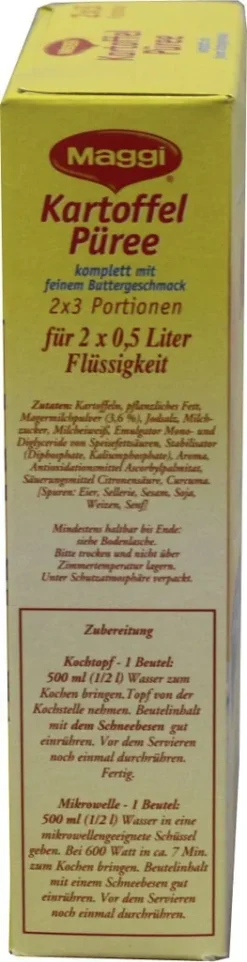 Maggi
Kartoffel
Püree
Maggi
Kartoffel
Püree
komplett mit
feinem Buttergeschmack
2x3 Portionen
für 2 x 0,5 Liter
Flüssigkeit
Zutaten: Kartoffeln, pflanzliches Fett,
Magermilchpulver (3,6 %), Jodsalz, Milch-
zucker, Milcheiweiß, Emulgator Mono- und
Diglyceride von Speisefettsäuren, Stabilisator
(Diphosphate, Kaliumphosphate), Aroma,
Antioxidationsmittel Ascorbylpalmitat,
Säuerungsmittel Citronensäure, Curcuma.
[Spuren: Eier, Sellerie, Sesam, Soja,
Weizen, Senf]
Mindestens haltbar bis Ende:
siehe Bodenlasche.
Bitte trocken und nicht über
Zimmertemperatur lagern.
Unter Schutzatmosphäre verpackt.
Zubereitung
Kochtopf - 1 Beutel:
500 ml (1/2 l) Wasser zum
Kochen bringen. Topf von der
Kochstelle nehmen. Beutelinhalt
mit dem Schneebesen gut
einrühren. Vor dem Servieren
noch einmal durchrühren.
Fertig.
Mikrowelle - 1 Beutel:
500 ml (1/2 l) Wasser in eine
mikrowellengeeignete Schüssel
geben. Bei 600 Watt in ca. 7 Min.
zum Kochen bringen. Beutelinhalt
mit einem Schneebesen gut
einrühren. Vor dem Servieren
noch einmal durchrühren.